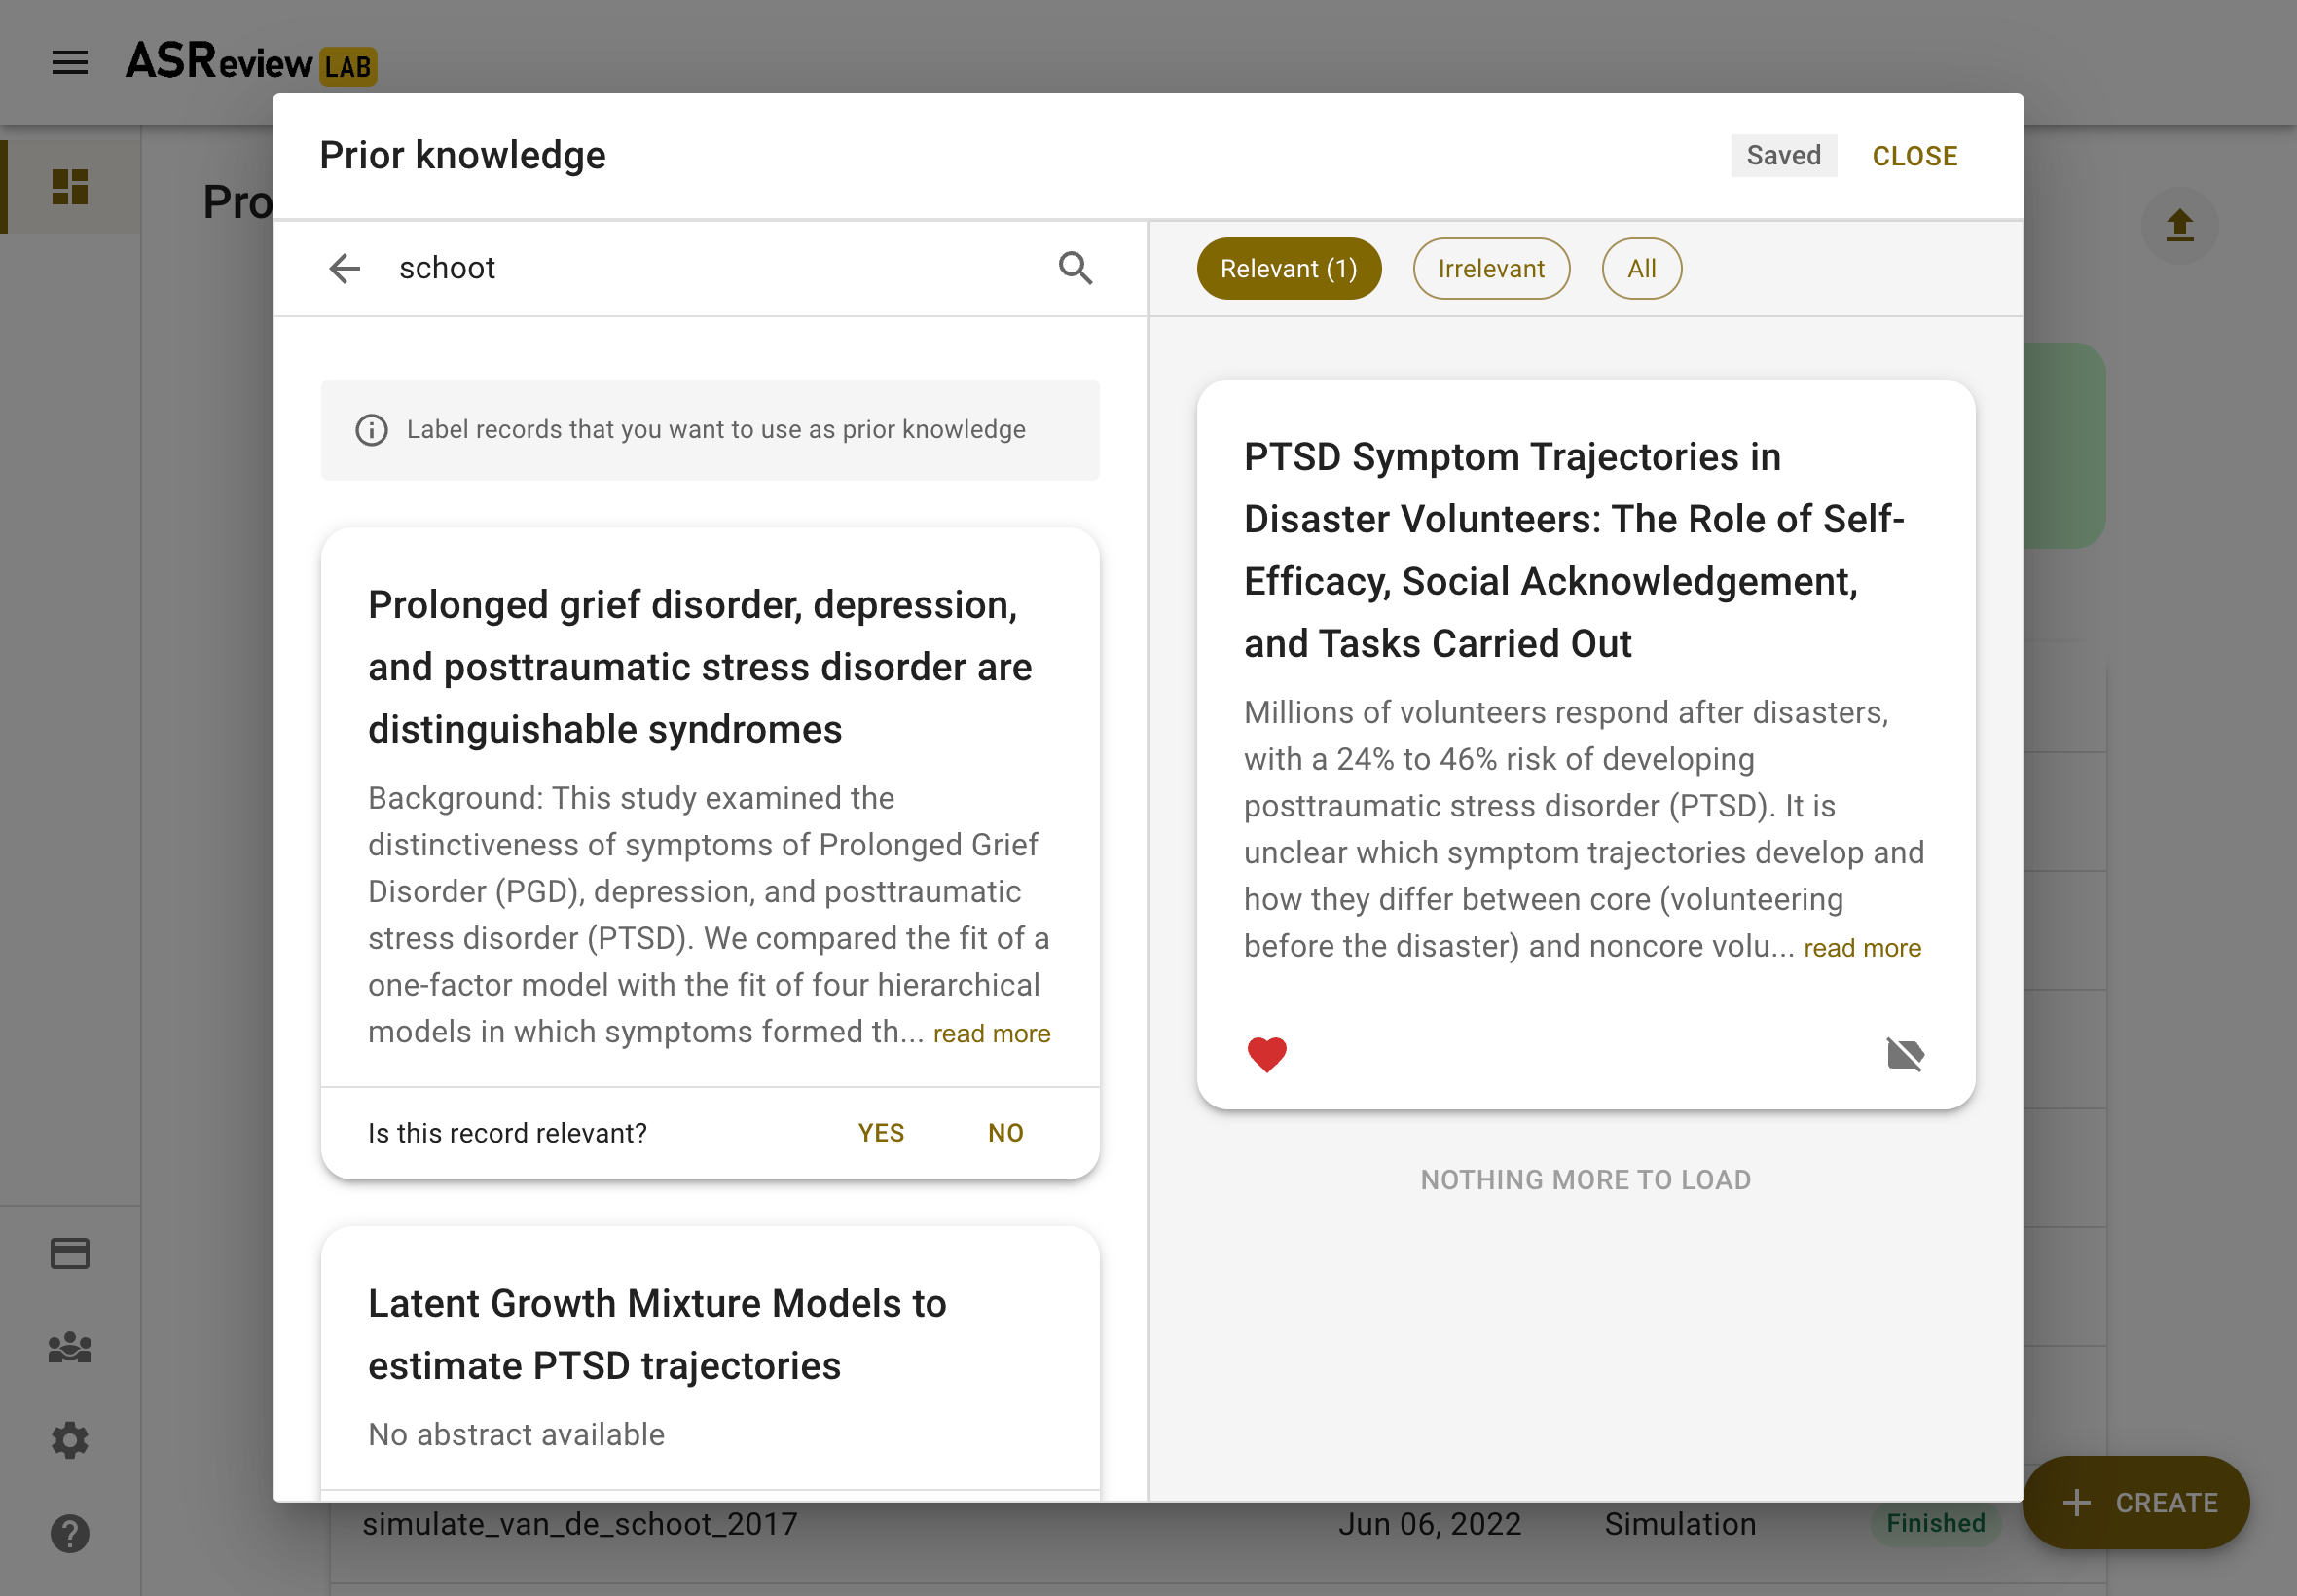 ASReview LAB
Pro
Prior knowledge
Saved
CLOSE
schoot
Label records that you want to use as prior knowledge
Prolonged grief disorder, depression,
and posttraumatic stress disorder are
distinguishable syndromes
Background: This study examined the
distinctiveness of symptoms of Prolonged Grief
Disorder (PGD), depression, and posttraumatic
stress disorder (PTSD). We compared the fit of a
one-factor model with the fit of four hierarchical
models in which symptoms formed th... read more
Is this record relevant?
YES
NO
Latent Growth Mixture Models to
estimate PTSD trajectories
No abstract available
Relevant (1)
Irrelevant
All
PTSD Symptom Trajectories in
Disaster Volunteers: The Role of Self-
Efficacy, Social Acknowledgement,
and Tasks Carried Out
Millions of volunteers respond after disasters,
with a 24% to 46% risk of developing
posttraumatic stress disorder (PTSD). It is
unclear which symptom trajectories develop and
how they differ between core (volunteering
before the disaster) and noncore volu... read more
NOTHING MORE TO LOAD
simulate_van_de_schoot_2017
Jun 06, 2022
Simulation
Finished
CREATE